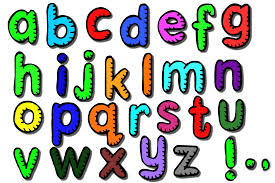 abcdefg
hijklmn
opqrstu
vwxyz!..